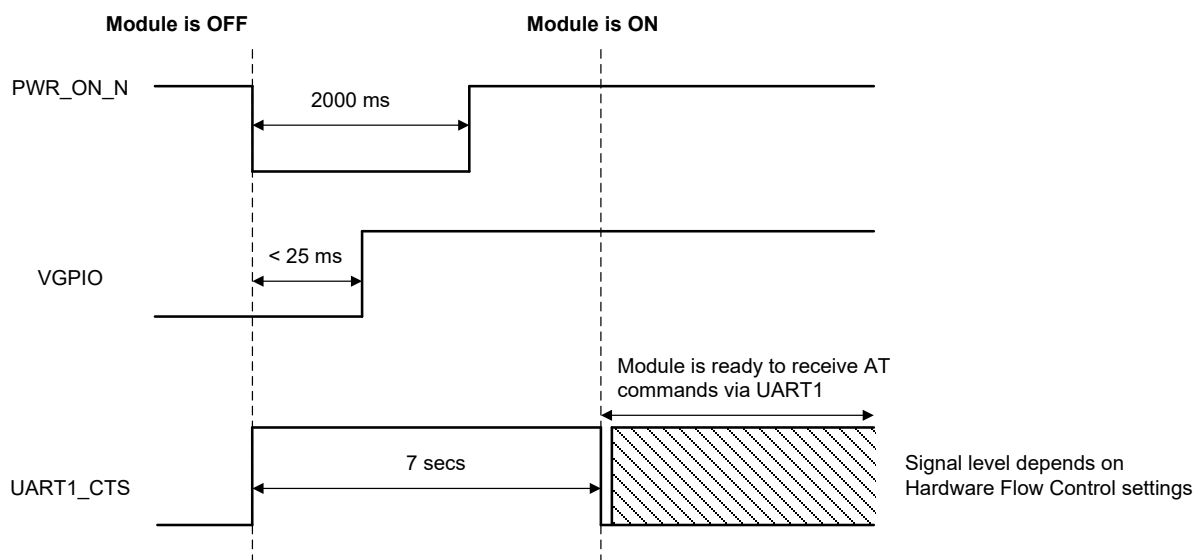 Module is OFF
Module is ON
PWR_ON_N
2000 ms
< 25 ms
VGPIO
Module is ready to receive AT
commands via UART1
7 secs
UART1_CTS
Signal level depends on
Hardware Flow Control settings